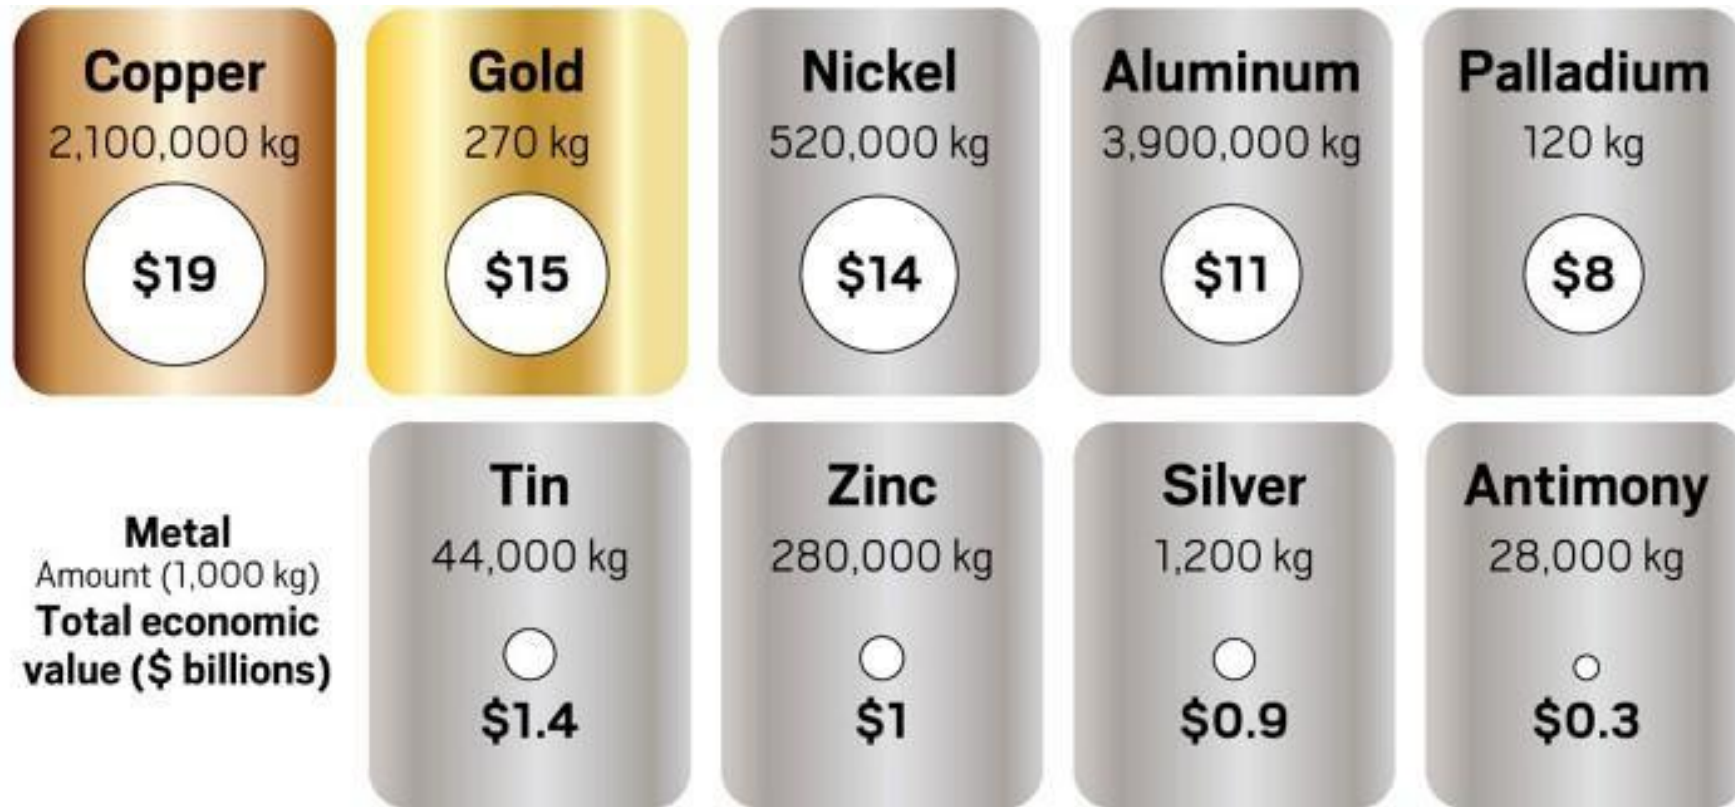 Copper
2,100,000 kg
$19
Gold
270 kg
$15
Nickel
520,000 kg
$14
Aluminum
3,900,000 kg
$11
Palladium
120 kg
$8
Metal
Amount (1,000 kg)
Total economic
value ($ billions)
Tin
44,000 kg
$1.4
Zinc
280,000 kg
$1
Silver
1,200 kg
$0.9
Antimony
28,000 kg
$0.3